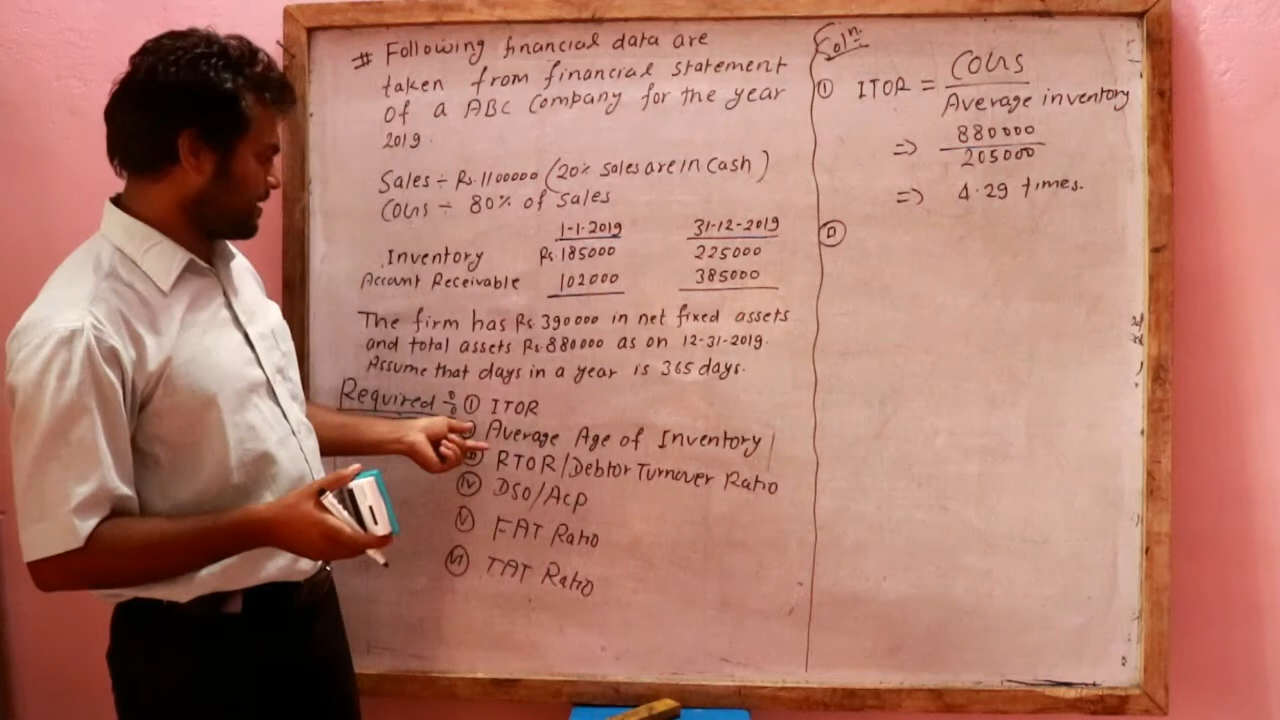 # Following financial data are
taken from financial statement
of a ABC Company for the year
2019.
Sales ÷ Rs.1100000 (20% Sales are in Cash)
COGS ÷ 80% of Sales
1-1-2019 31-12-2019
Inventory Rs.185000 225000
Account Receivable 102000 385000
The firm has Rs.390000 in net fixed assets
and total assets Rs.880000 as on 12-31-2019.
Assume that days in a year is 365 days.
Required ÷ (I) ITOR
Average Age of Inventory
(III) RTOR/Debtor Turnover Ratio
(IV) DSO/ACP
(V) FAT Ratio
(VI) TAT Ratio
Soln:
(I) ITOR = COGS
Average inventory
=> 880000
205000
=> 4.29 times.
(II)